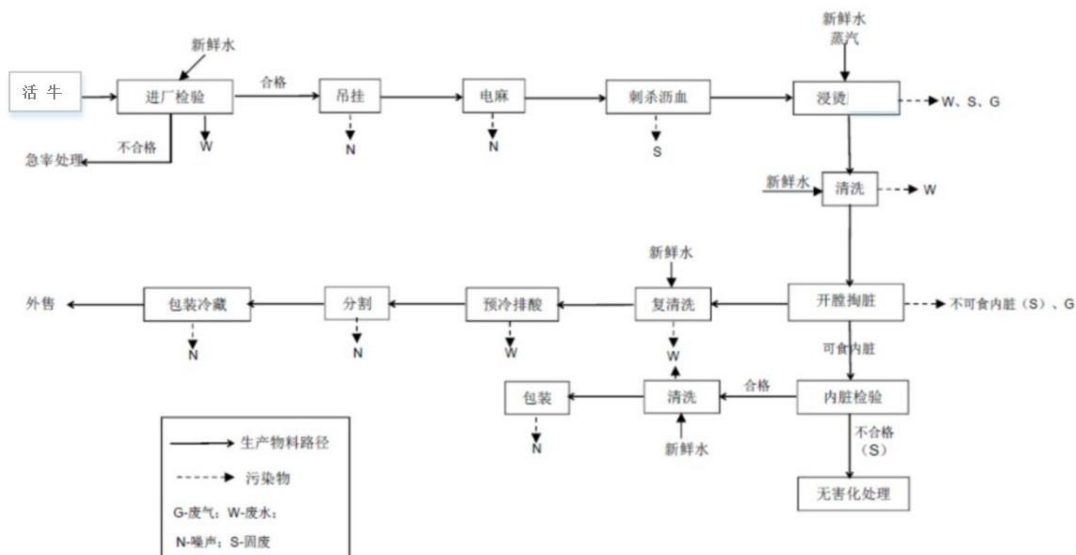 新鲜水
新鲜水
蒸汽
活 牛
进厂检验
合格
吊挂
电麻
刺杀沥血
浸烫
W、S、G
不合格
急宰处理
W
N
N
S
新鲜水
清洗
W
新鲜水
外售
包装冷藏
分割
预冷排酸
复清洗
开膛掏脏
不可食内脏（S）、G
N
N
W
W
可食内脏
包装
清洗
合格
内脏检验
N
新鲜水
不合格
（S）
无害化处理
生产物料路径
污染物
G-废气；W-废水；
N-噪声；S-固废